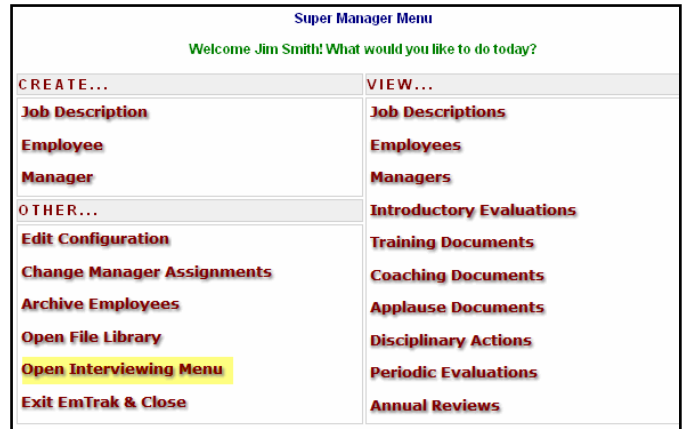 Super Manager Menu
Welcome Jim Smith! What would you like to do today?
CREATE...
Job Description
Employee
Manager
OTHER...
Edit Configuration
Change Manager Assignments
Archive Employees
Open File Library
Open Interviewing Menu
Exit EmTrak & Close
VIEW...
Job Descriptions
Employees
Managers
Introductory Evaluations
Training Documents
Coaching Documents
Applause Documents
Disciplinary Actions
Periodic Evaluations
Annual Reviews